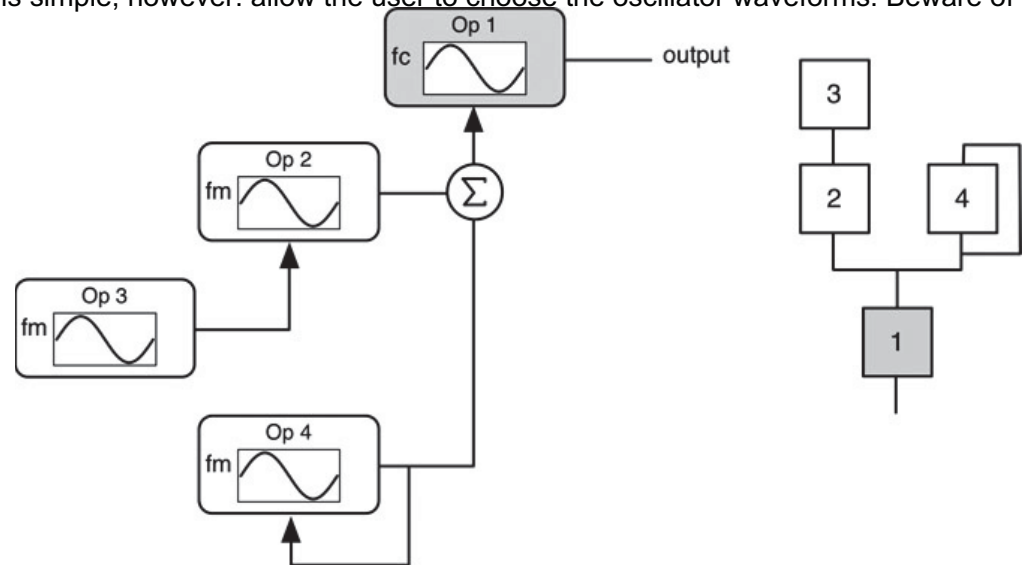 is simple, however: allow the user to choose the oscillator waveforms. Beware of
Op 1
fc
output
3
Op 2
fm
Σ
2
4
Op 3
fm
1
Op 4
fm